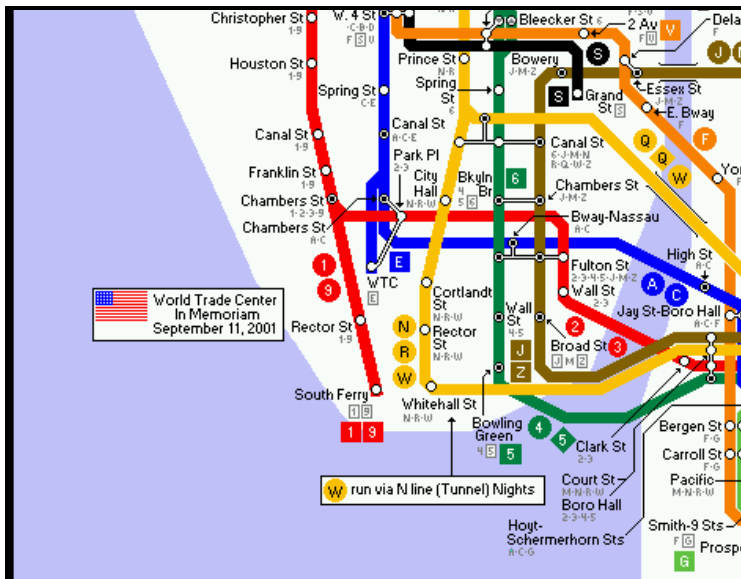 Christopher St
1-9
W. 4 St
C-B-D
F S V
Bleecker St 6
2 Av
F V
V
Dela
F
Houston St
1-9
Prince St
N-R
Bowery
J-M-Z
S
J
Spring St
C-E
Spring
St
6
S
Grand
St S
Essex St
J-M-Z
E. Bway
F
Canal St
1-9
Canal St
A-C-E
Canal St
6-J-M-N
R-Q-W-Z
Q
Q
W
F
Park Pl
2-3
Franklin St
1-9
City
Hall
N-R-W
Bklyn
Br
4
5 6
6
Chambers St
J-M-Z
Yor
F
Chambers St
1-2-3-9
Chambers St
A-C
Bway-Nassau
A-C
High St
A-C
1
9
WTC
E
E
Fulton St
2-3-4-5-J-M-Z
A
C
World Trade Center
In Memoriam
September 11, 2001
Cortlandt
St
N-R-W
Wall St
2-3
Jay St-Boro Hall
A-C-F
Rector St
1-9
N
R
W
Rector
St
N-R-W
Wall
St
4-5
2
J
Z
Broad St
J M Z
3
South Ferry
1 9
1 9
Whitehall St
N-R-W
Bowling
Green
4 5
5
4
5
Clark St
2-3
Bergen St
F-G
Carroll St
F-G
W run via N line (Tunnel) Nights
Court St
M-N-R-W
Pacific
M-N-R-W
Boro Hall
2-3-4-5
Hoyt-
Schermerhorn Sts
A-C-G
Smith-9 Sts
F G
Prosp
G